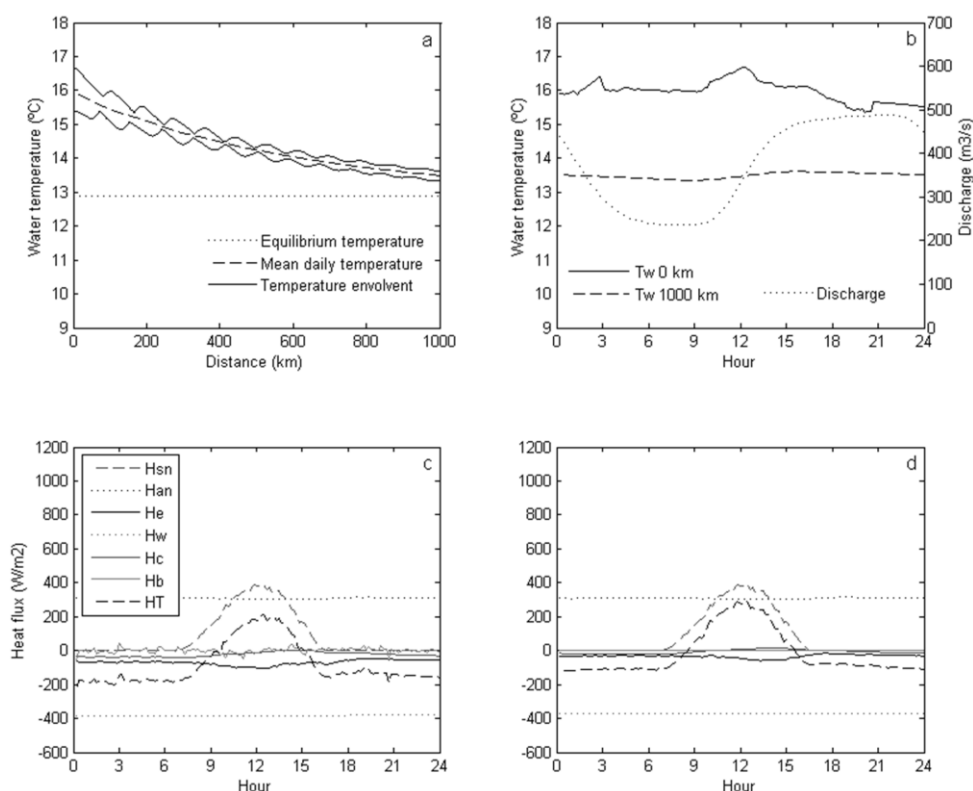 a
18
17
16
15
14
13
12
11
10
9
Water temperature (ºC)
Equilibrium temperature
Mean daily temperature
Temperature envolvent
0 200 400 600 800 1000
Distance (km)
b
18
17
16
15
14
13
12
11
10
9
Water temperature (ºC)
700
600
500
400
300
200
100
0
Discharge (m3/s)
Tw 0 km
Tw 1000 km
Discharge
0 3 6 9 12 15 18 21 24
Hour
c
1200
1000
800
600
400
200
0
-200
-400
-600
Heat flux (W/m2)
Hsn
Han
He
Hw
Hc
Hb
HT
0 3 6 9 12 15 18 21 24
Hour
d
1200
1000
800
600
400
200
0
-200
-400
-600
0 3 6 9 12 15 18 21 24
Hour